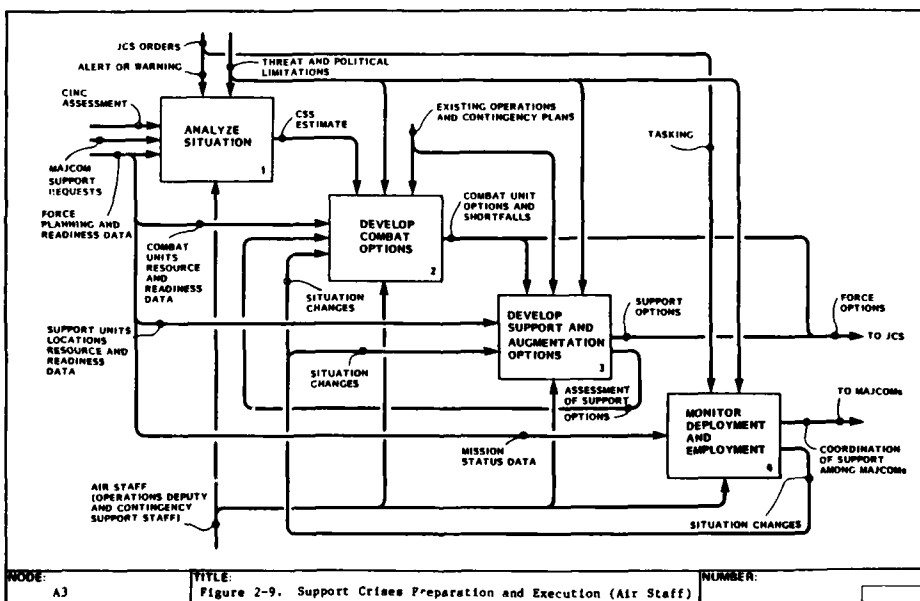 JCS ORDERS
ALERT OR WARNING
THREAT AND POLITICAL
LIMITATIONS
CINC
ASSESSMENT
MAJCOM
SUPPORT
REQUESTS
FORCE
PLANNING AND
READINESS DATA
ANALYZE
SITUATION
1
CSS
ESTIMATE
EXISTING OPERATIONS
AND CONTINGENCY PLANS
TASKING
COMBAT
UNITS
RESOURCE
AND
READINESS
DATA
DEVELOP
COMBAT
OPTIONS
2
COMBAT UNIT
OPTIONS AND
SHORTFALLS
SITUATION
CHANGES
SUPPORT UNITS
LOCATIONS
RESOURCE AND
READINESS
DATA
SITUATION
CHANGES
DEVELOP
SUPPORT AND
AUGMENTATION
OPTIONS
3
SUPPORT
OPTIONS
FORCE
OPTIONS
TO JCS
ASSESSMENT
OF SUPPORT
OPTIONS
MISSION
STATUS DATA
MONITOR
DEPLOYMENT
AND
EMPLOYMENT
4
TO MAJCOMs
COORDINATION
OF SUPPORT
AMONG MAJCOMs
AIR STAFF
(OPERATIONS DEPUTY
AND CONTINGENCY
SUPPORT STAFF)
SITUATION CHANGES
NODE:
A3
TITLE:
Figure 2-9. Support Crises Preparation and Execution (Air Staff)
NUMBER: